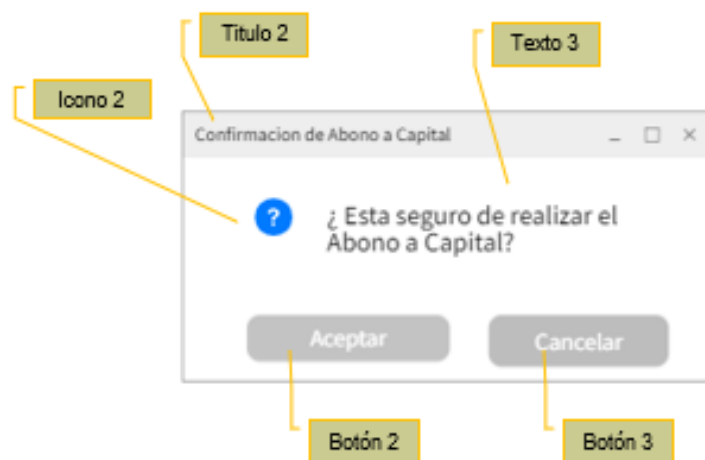 Titulo 2
Texto 3
Icono 2
Confirmacion de Abono a Capital
?
¿ Esta seguro de realizar el
Abono a Capital?
Aceptar
Cancelar
Botón 2
Botón 3